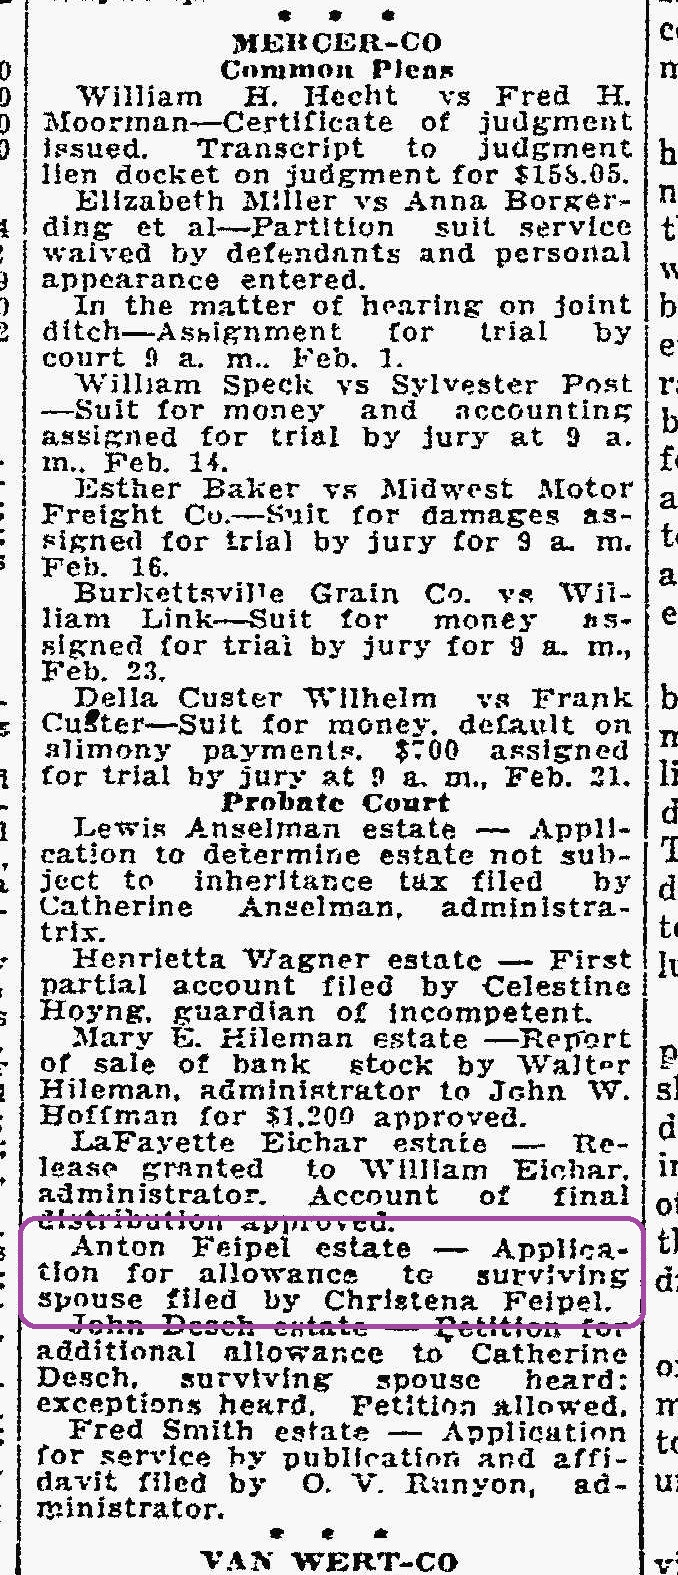 MERCER-CO
Common Pleas
William H. Hecht vs Fred H.
Moorman—Certificate of judgment
issued. Transcript to judgment
lien docket on judgment for $158.05.
Elizabeth Miller vs Anna Borger-
ding et al—Partition suit service
waived by defendants and personal
appearance entered.
In the matter of hearing on joint
ditch—Assignment for trial by
court 9 a. m.. Feb. 1.
William Speck vs Sylvester Post
—Suit for money and accounting
assigned for trial by jury at 9 a.
m., Feb. 14.
Esther Baker vs Midwest Motor
Freight Co.—Suit for damages as-
signed for trial by jury for 9 a. m.
Feb. 16.
Burkettsville Grain Co. vs Wil-
liam Link—Suit for money as-
signed for trial by jury for 9 a. m.,
Feb. 23.
Della Custer Wilhelm vs Frank
Custer—Suit for money, default on
alimony payments. $700 assigned
for trial by jury at 9 a. m., Feb. 21.
Probate Court
Lewis Anselman estate — Appli-
cation to determine estate not sub-
ject to inheritance tax filed by
Catherine Anselman, administra-
trix.
Henrietta Wagner estate — First
partial account filed by Celestine
Hoyng, guardian of incompetent.
Mary E. Hileman estate —Report
of sale of bank stock by Walter
Hileman, administrator to John W.
Hoffman for $1,200 approved.
LaFayette Eichar estate — Re-
lease granted to William Eichar,
administrator. Account of final
distribution approved.
Anton Feipel estate — Applica-
tion for allowance to surviving
spouse filed by Christena Feipel.
John Desch estate — Petition for
additional allowance to Catherine
Desch, surviving spouse heard:
exceptions heard. Petition allowed.
Fred Smith estate — Application
for service by publication and affi-
davit filed by O. V. Runyon, ad-
ministrator.
VAN WERT-CO